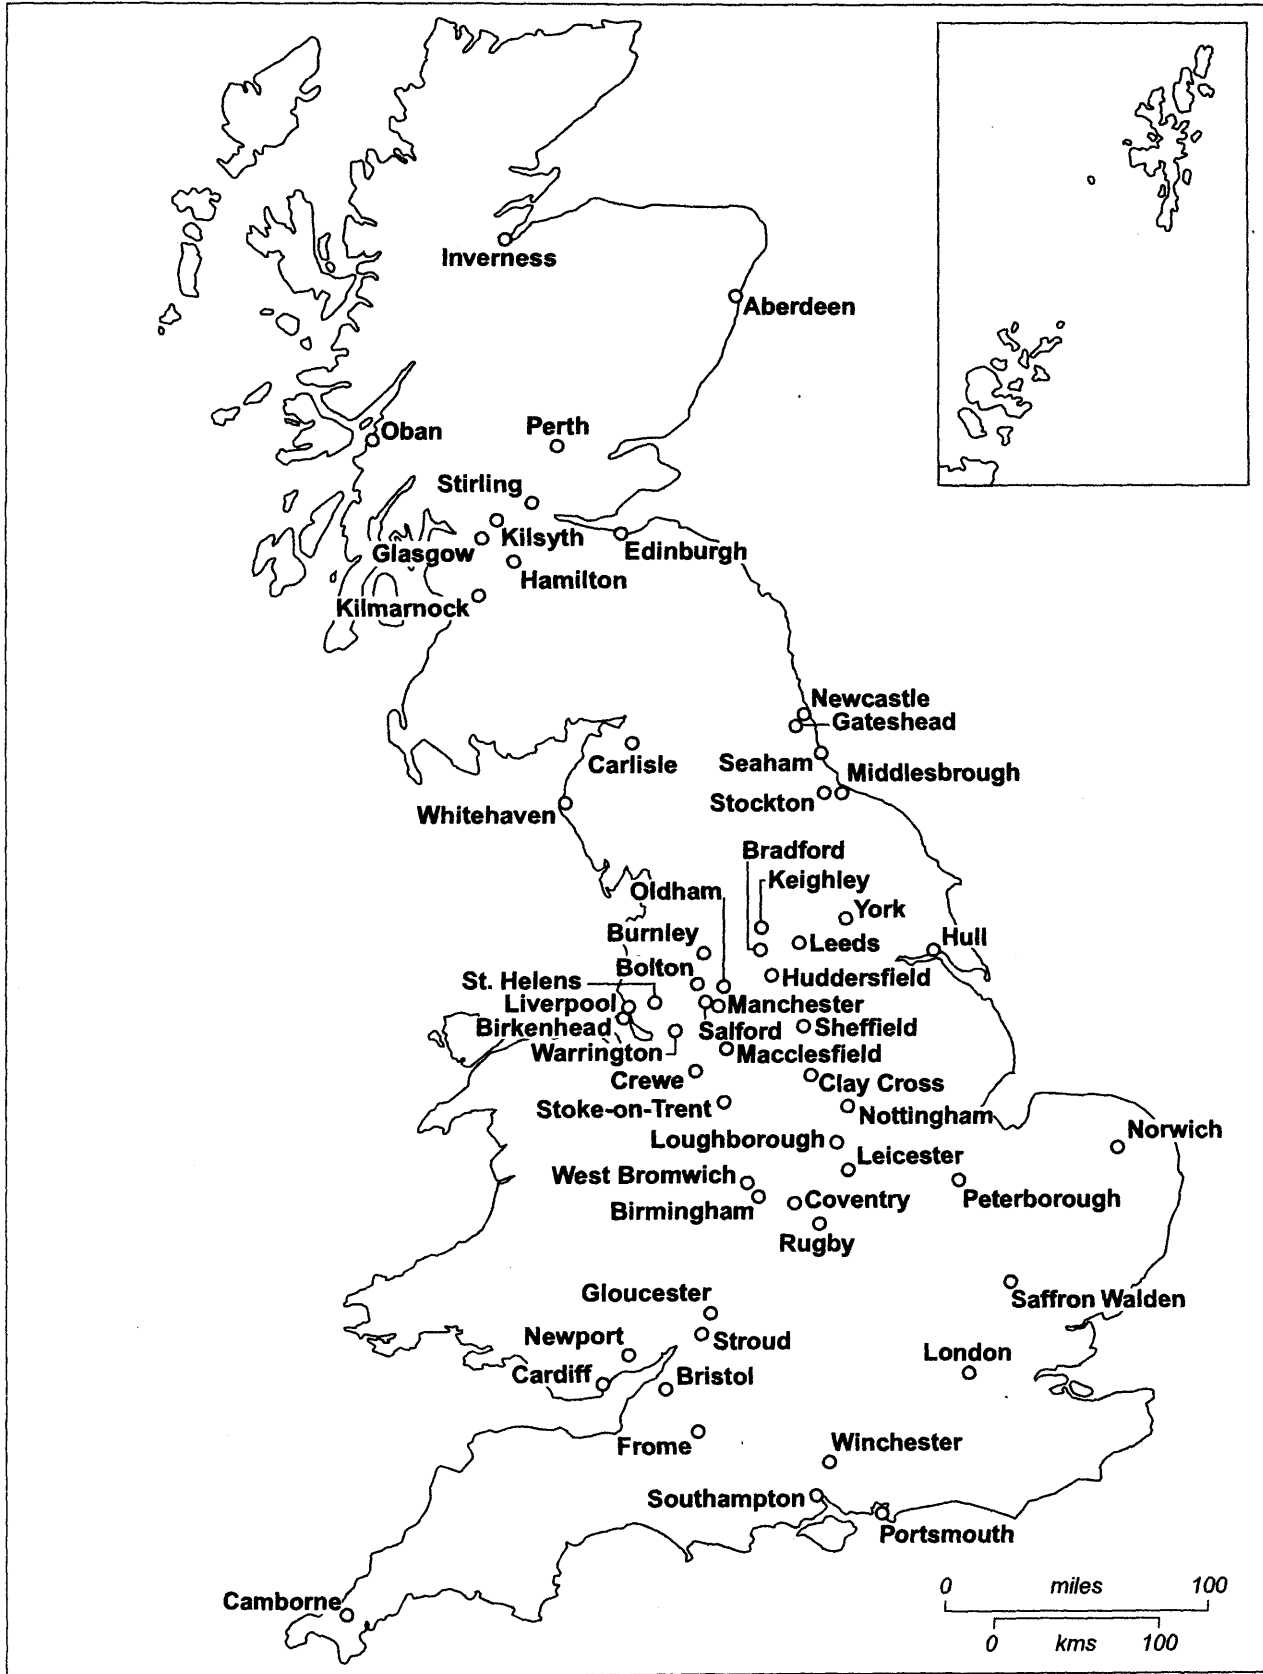 Inverness
Aberdeen
Oban
Perth
Stirling
Kilsyth
Glasgow
Edinburgh
Hamilton
Kilmarnock
Newcastle
Gateshead
Carlisle
Seaham
Middlesbrough
Stockton
Whitehaven
Bradford
Keighley
Oldham
York
Burnley
Leeds
Hull
Bolton
Huddersfield
St. Helens
Liverpool
Manchester
Birkenhead
Salford
Sheffield
Warrington
Macclesfield
Crewe
Clay Cross
Stoke-on-Trent
Nottingham
Norwich
Loughborough
Leicester
West Bromwich
Peterborough
Birmingham
Coventry
Rugby
Gloucester
Saffron Walden
Newport
Stroud
London
Cardiff
Bristol
Frome
Winchester
Southampton
Portsmouth
Camborne
0 miles 100
0 kms 100